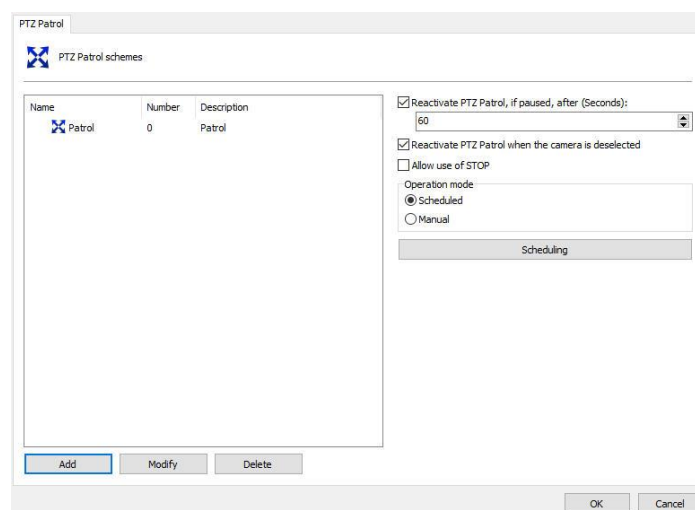 PTZ Patrol
PTZ Patrol schemes
Name Number Description
Patrol 0 Patrol
Reactivate PTZ Patrol, if paused, after (Seconds):
60
Reactivate PTZ Patrol when the camera is deselected
Allow use of STOP
Operation mode
Scheduled
Manual
Scheduling
Add Modify Delete
OK Cancel